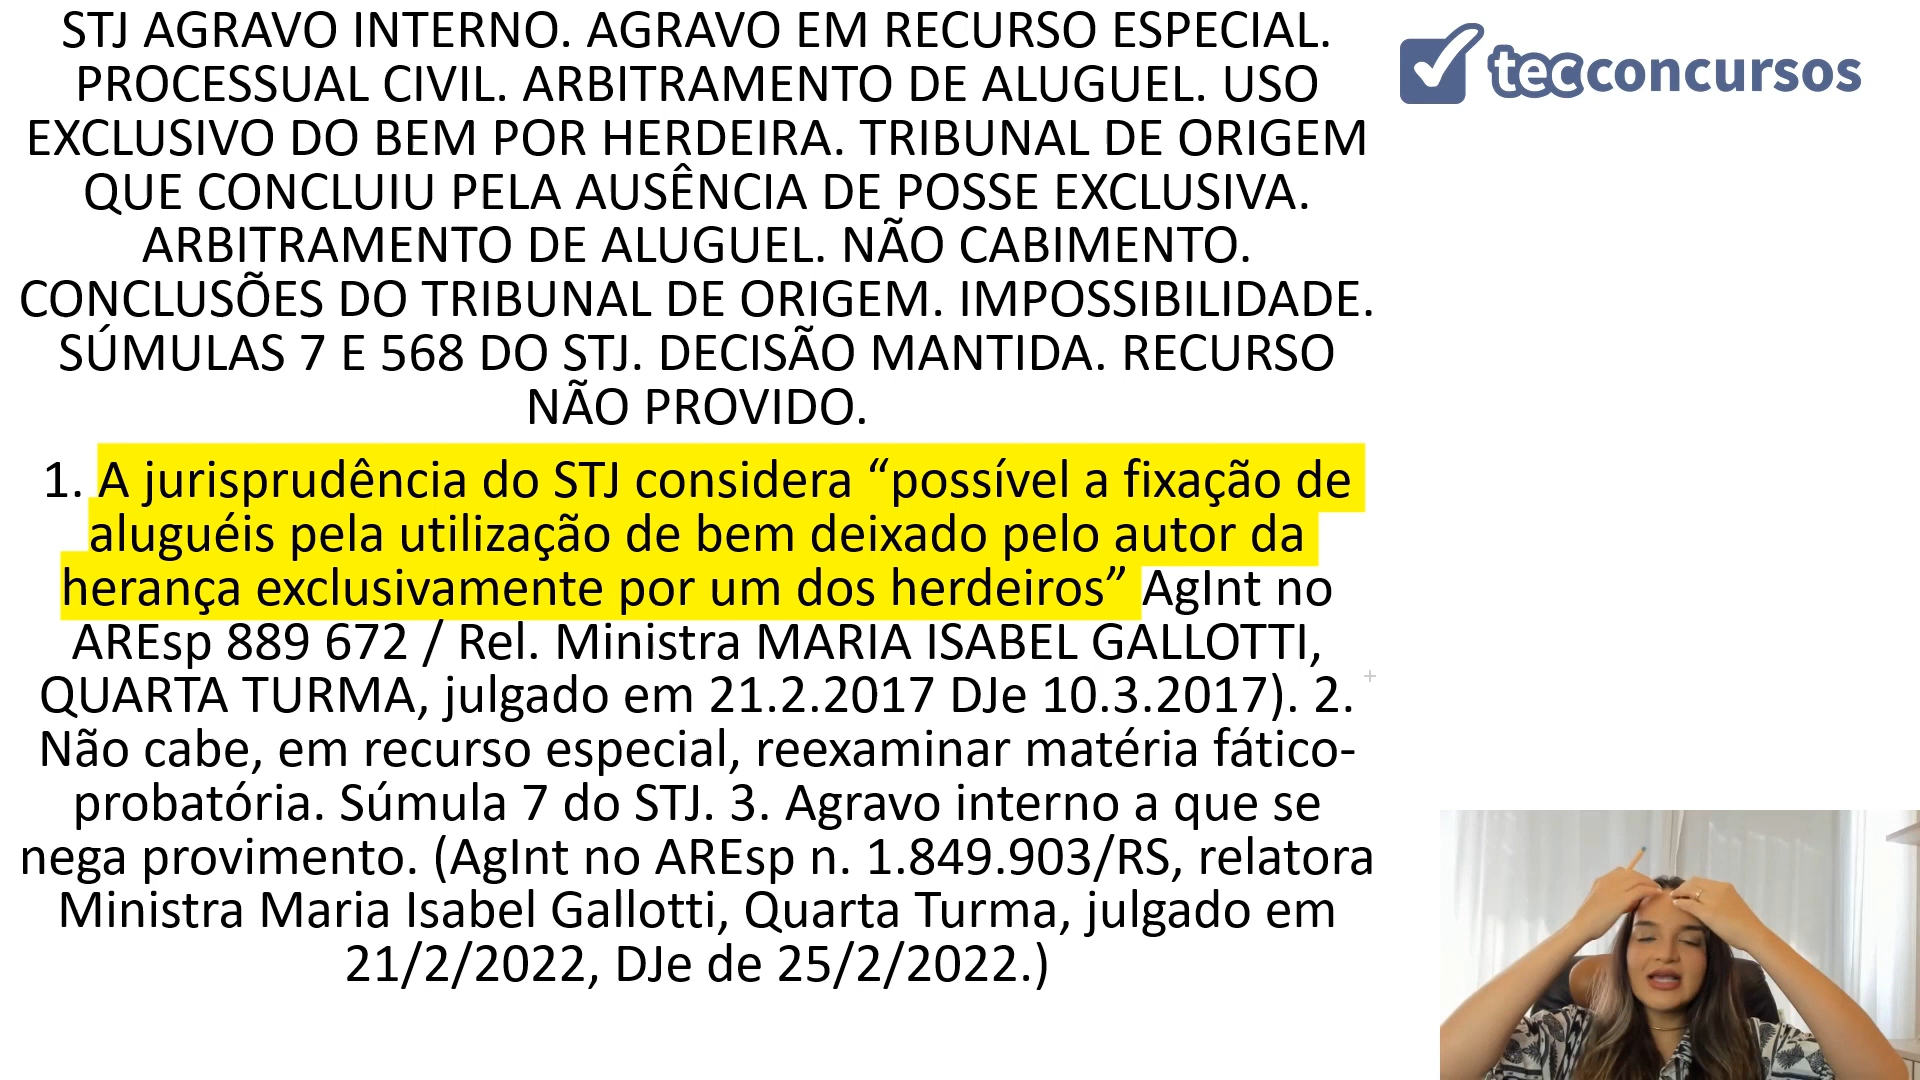 STJ AGRAVO INTERNO. AGRAVO EM RECURSO ESPECIAL.
PROCESSUAL CIVIL. ARBITRAMENTO DE ALUGUEL. USO
EXCLUSIVO DO BEM POR HERDEIRA. TRIBUNAL DE ORIGEM
QUE CONCLUIU PELA AUSÊNCIA DE POSSE EXCLUSIVA.
ARBITRAMENTO DE ALUGUEL. NÃO CABIMENTO.
CONCLUSÕES DO TRIBUNAL DE ORIGEM. IMPOSSIBILIDADE.
SÚMULAS 7 E 568 DO STJ. DECISÃO MANTIDA. RECURSO
NÃO PROVIDO.
1. A jurisprudência do STJ considera “possível a fixação de
aluguéis pela utilização de bem deixado pelo autor da
herança exclusivamente por um dos herdeiros” AgInt no
AREsp 889 672 / Rel. Ministra MARIA ISABEL GALLOTTI,
QUARTA TURMA, julgado em 21.2.2017 DJe 10.3.2017). 2.
Não cabe, em recurso especial, reexaminar matéria fático-
probatória. Súmula 7 do STJ. 3. Agravo interno a que se
nega provimento. (AgInt no AREsp n. 1.849.903/RS, relatora
Ministra Maria Isabel Gallotti, Quarta Turma, julgado em
21/2/2022, DJe de 25/2/2022.)
tecconcursos